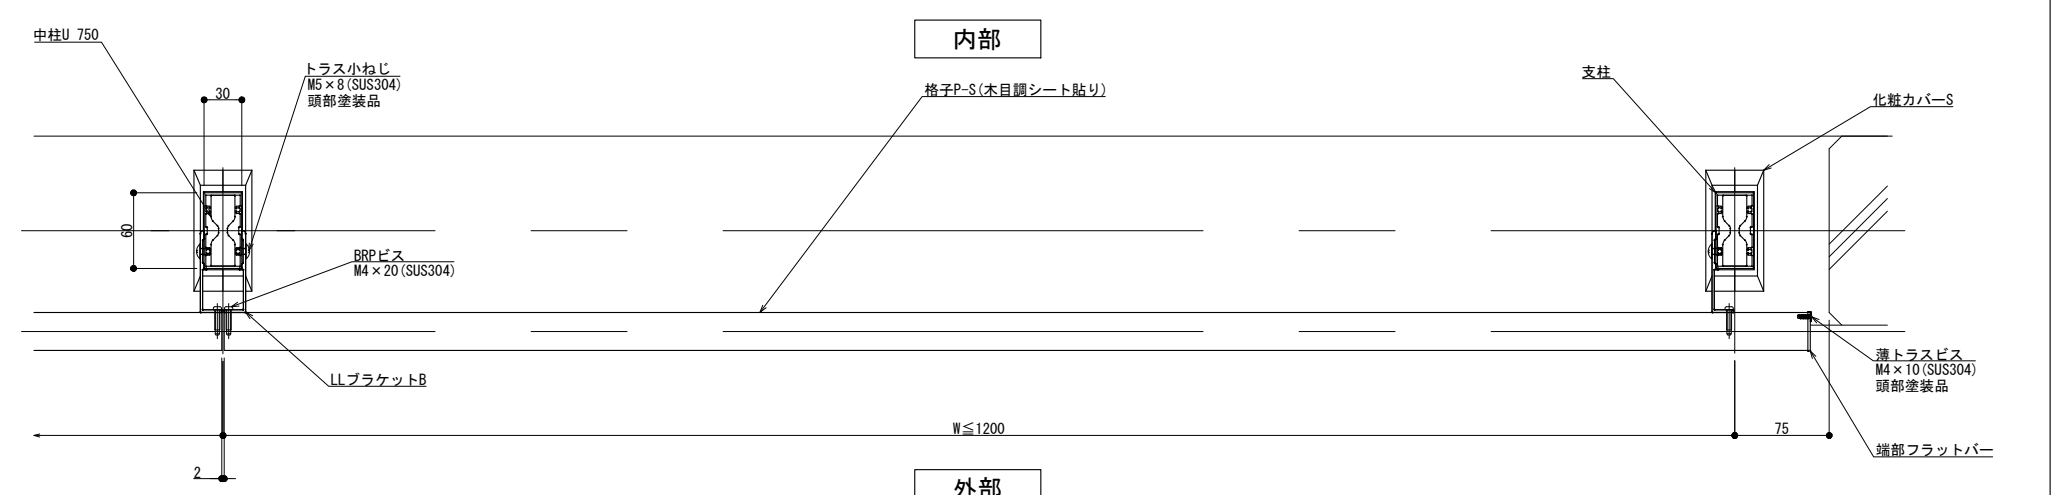 内部
中柱U 750
トラス小ねじ
M5×8(SUS304)
頭部塗装品
30
格子P-S(木目調シート貼り)
支柱
化粧カバーS
60
BRPビス
M4×20(SUS304)
LLブラケットB
薄トラスビス
M4×10(SUS304)
頭部塗装品
W≦1200
75
端部フラットバー
2
外部